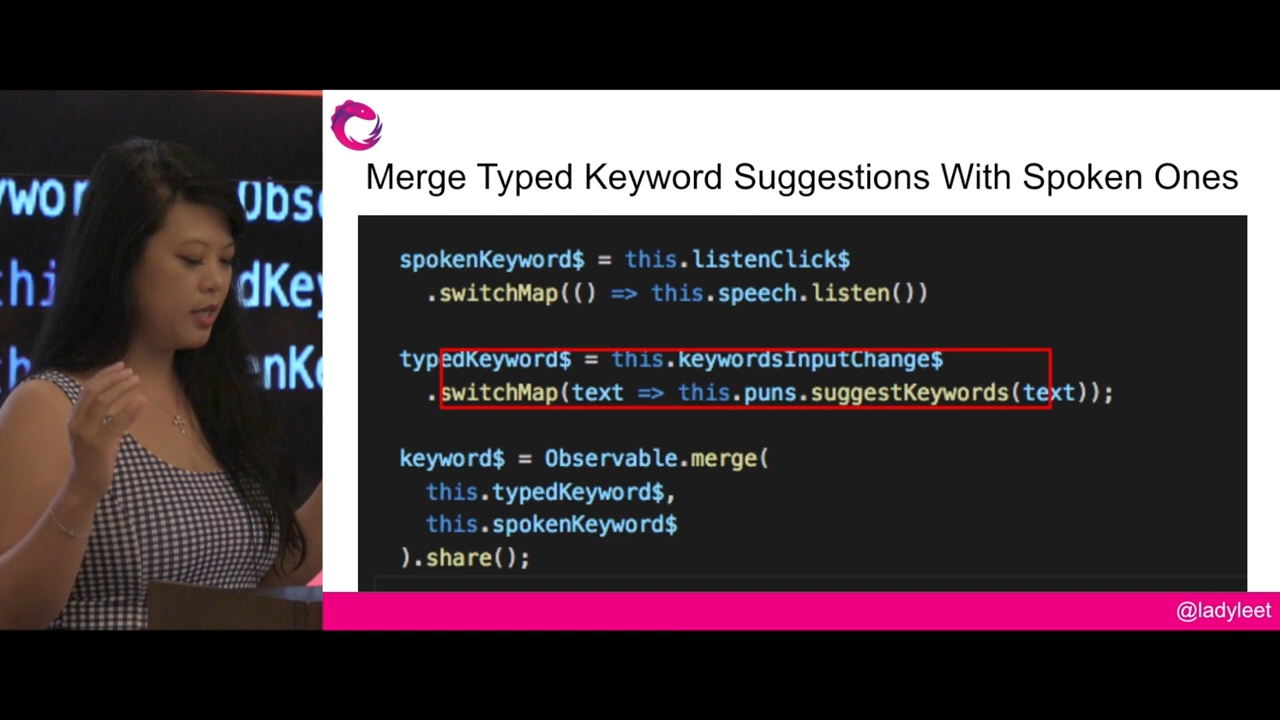 Merge Typed Keyword Suggestions With Spoken Ones
spokenKeyword$ = this.listenClick$
.switchMap(() => this.speech.listen())
typedKeyword$ = this.keywordsInputChange$
.switchMap(text => this.puns.suggestKeywords(text));
keyword$ = Observable.merge(
this.typedKeyword$,
this.spokenKeyword$
).share();
@ladyleet